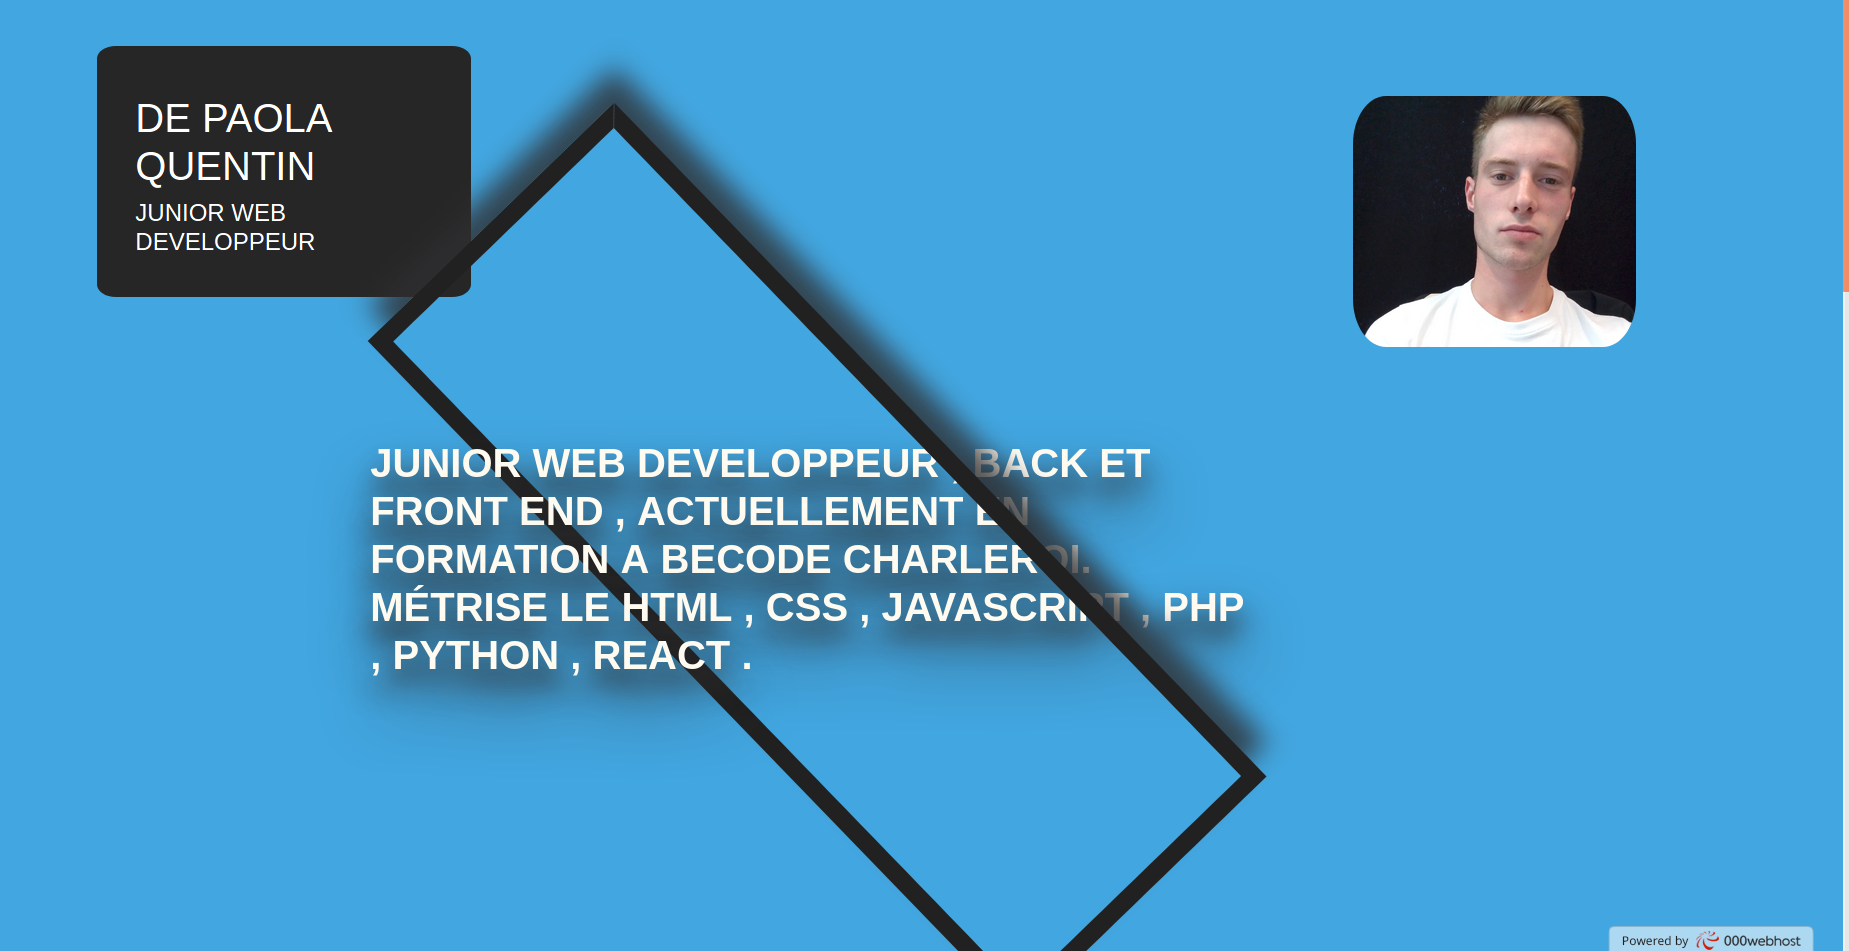 DE PAOLA
QUENTIN
JUNIOR WEB
DEVELOPPEUR
JUNIOR WEB DEVELOPPEUR , BACK ET
FRONT END , ACTUELLEMENT EN
FORMATION A BECODE CHARLEROI.
MÉTRISE LE HTML , CSS , JAVASCRIPT , PHP
, PYTHON , REACT .
Powered by 000webhost